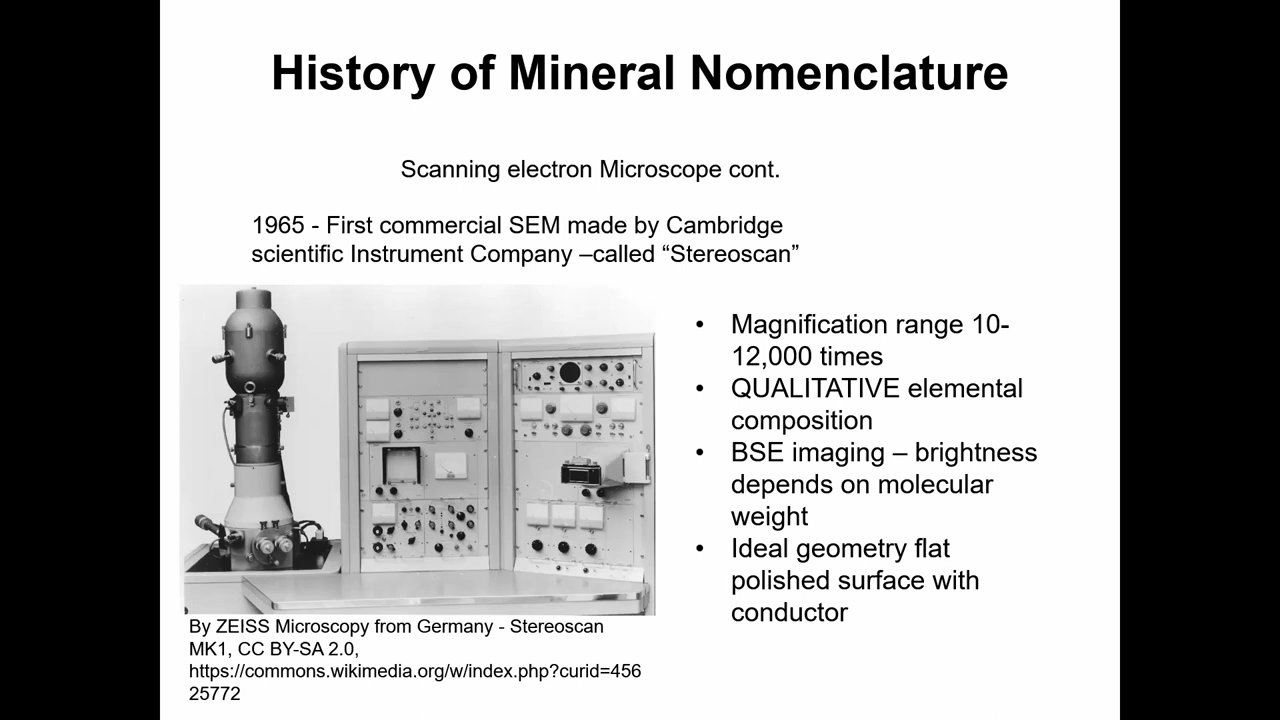 History of Mineral Nomenclature
Scanning electron Microscope cont.
1965 - First commercial SEM made by Cambridge
scientific Instrument Company –called “Stereoscan”
• Magnification range 10-
12,000 times
• QUALITATIVE elemental
composition
• BSE imaging – brightness
depends on molecular
weight
• Ideal geometry flat
polished surface with
conductor
By ZEISS Microscopy from Germany - Stereoscan
MK1, CC BY-SA 2.0,
https://commons.wikimedia.org/w/index.php?curid=456
25772